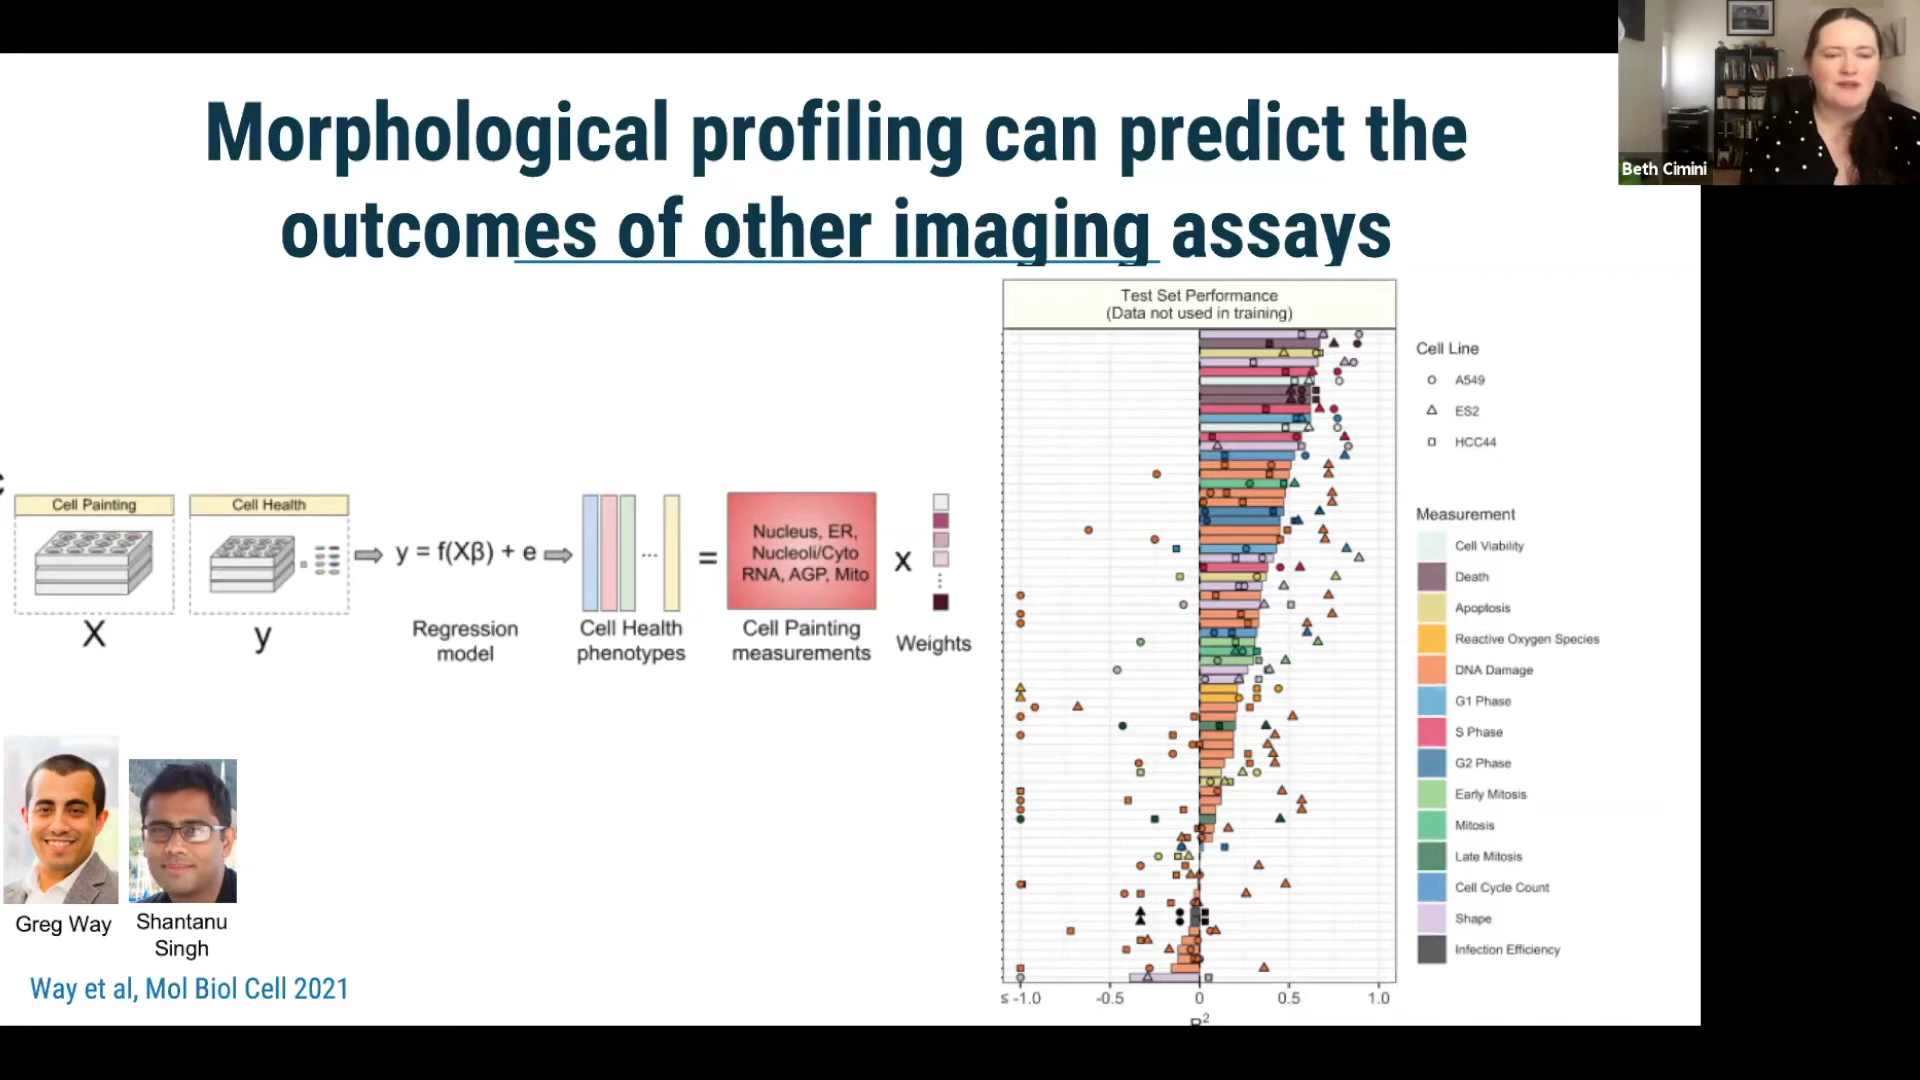 Morphological profiling can predict the
outcomes of other imaging assays
Beth Cimini
Cell Painting
Cell Health
X
y
y = f(Xβ) + e
Regression
model
...
Cell Health
phenotypes
=
Nucleus, ER,
Nucleoli/Cyto
RNA, AGP, Mito
Cell Painting
measurements
x
Weights
Test Set Performance
(Data not used in training)
≤ -1.0
-0.5
0
0.5
1.0
R²
Cell Line
A549
ES2
HCC44
Measurement
Cell Viability
Death
Apoptosis
Reactive Oxygen Species
DNA Damage
G1 Phase
S Phase
G2 Phase
Early Mitosis
Mitosis
Late Mitosis
Cell Cycle Count
Shape
Infection Efficiency
Greg Way
Shantanu
Singh
Way et al, Mol Biol Cell 2021